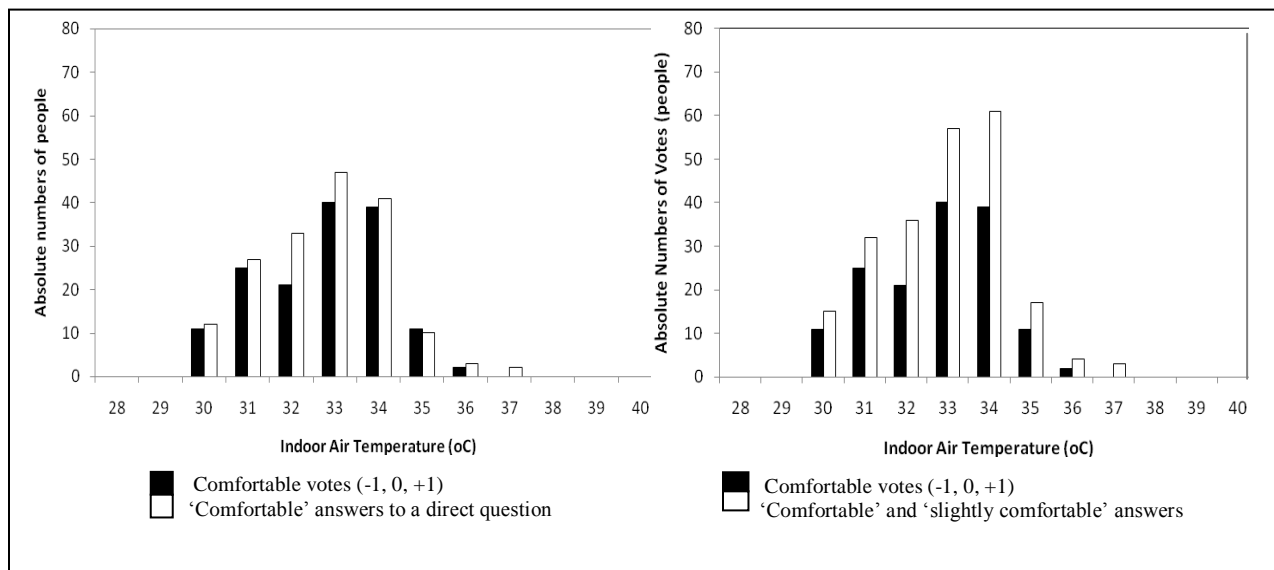 Absolute numbers of people
80
70
60
50
40
30
20
10
0
28 29 30 31 32 33 34 35 36 37 38 39 40
Indoor Air Temperature (oC)
Comfortable votes (-1, 0, +1)
‘Comfortable’ answers to a direct question
Absolute Numbers of Votes (people)
80
70
60
50
40
30
20
10
0
28 29 30 31 32 33 34 35 36 37 38 39 40
Indoor Air Temperature (oC)
Comfortable votes (-1, 0, +1)
‘Comfortable’ and ‘slightly comfortable’ answers